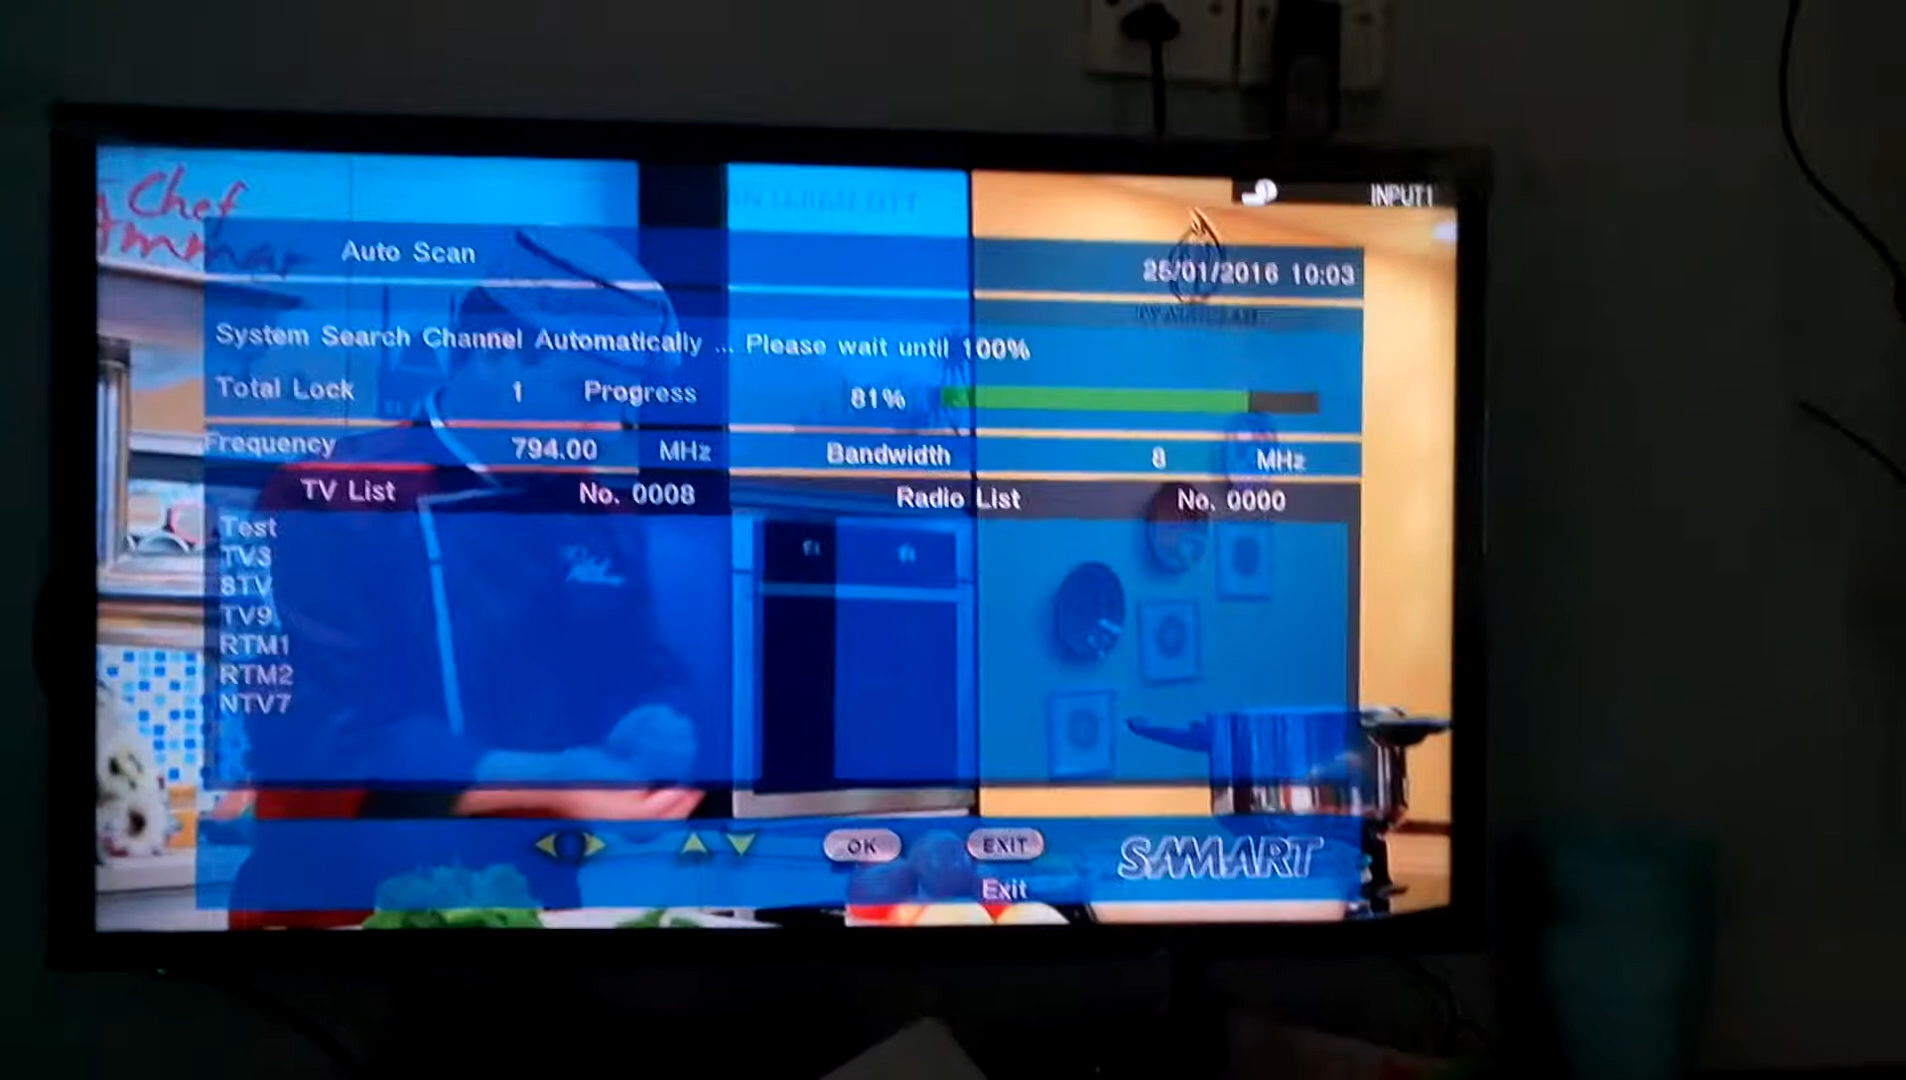 Chef
INPUT1
Auto Scan
25/01/2016 10:03
System Search Channel Automatically ... Please wait until 100%
Total Lock 1 Progress 81%
Frequency 794.00 MHz Bandwidth 8 MHz
TV List No. 0008 Radio List No. 0000
Test
TV3
8TV
TV9
RTM1
RTM2
NTV7
OK EXIT
Exit
SMMART